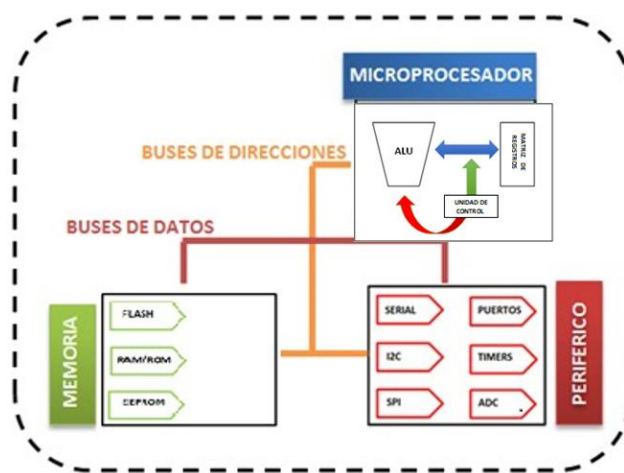 MICROPROCESADOR
ALU
MATRIZ DE
REGISTROS
UNIDAD DE
CONTROL
BUSES DE DIRECCIONES
BUSES DE DATOS
MEMORIA
FLASH
RAM/ROM
EEPROM
SERIAL
PUERTOS
I2C
TIMERS
SPI
ADC
PERIFERICO